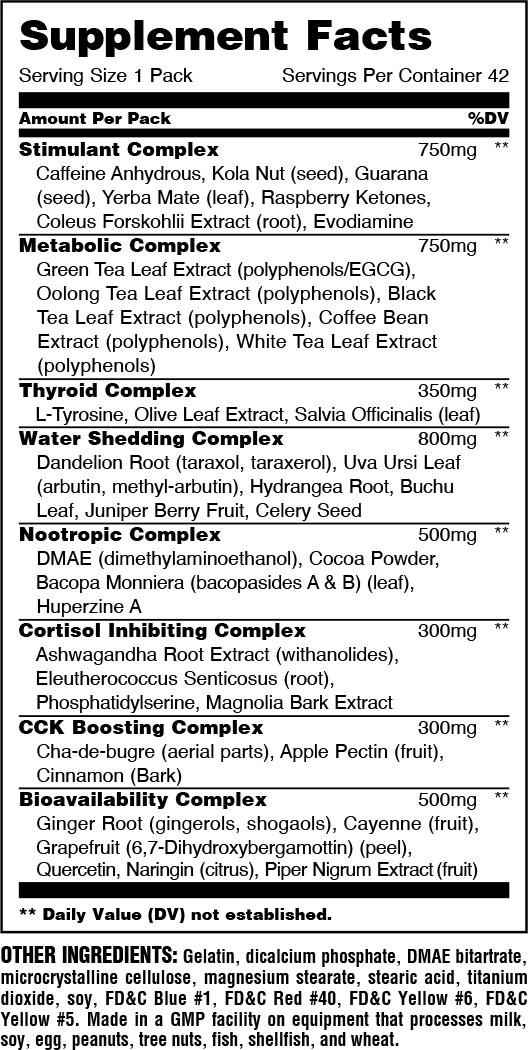 Supplement Facts
Serving Size 1 Pack Servings Per Container 42
Amount Per Pack %DV
Stimulant Complex 750mg **
Caffeine Anhydrous, Kola Nut (seed), Guarana
(seed), Yerba Mate (leaf), Raspberry Ketones,
Coleus Forskohlii Extract (root), Evodiamine
Metabolic Complex 750mg **
Green Tea Leaf Extract (polyphenols/EGCG),
Oolong Tea Leaf Extract (polyphenols), Black
Tea Leaf Extract (polyphenols), Coffee Bean
Extract (polyphenols), White Tea Leaf Extract
(polyphenols)
Thyroid Complex 350mg **
L-Tyrosine, Olive Leaf Extract, Salvia Officinalis (leaf)
Water Shedding Complex 800mg **
Dandelion Root (taraxol, taraxerol), Uva Ursi Leaf
(arbutin, methyl-arbutin), Hydrangea Root, Buchu
Leaf, Juniper Berry Fruit, Celery Seed
Nootropic Complex 500mg **
DMAE (dimethylaminoethanol), Cocoa Powder,
Bacopa Monniera (bacopasides A & B) (leaf),
Huperzine A
Cortisol Inhibiting Complex 300mg **
Ashwagandha Root Extract (withanolides),
Eleutherococcus Senticosus (root),
Phosphatidylserine, Magnolia Bark Extract
CCK Boosting Complex 300mg **
Cha-de-bugre (aerial parts), Apple Pectin (fruit),
Cinnamon (Bark)
Bioavailability Complex 500mg **
Ginger Root (gingerols, shogaols), Cayenne (fruit),
Grapefruit (6,7-Dihydroxybergamottin) (peel),
Quercetin, Naringin (citrus), Piper Nigrum Extract (fruit)
** Daily Value (DV) not established.
OTHER INGREDIENTS: Gelatin, dicalcium phosphate, DMAE bitartrate,
microcrystalline cellulose, magnesium stearate, stearic acid, titanium
dioxide, soy, FD&C Blue #1, FD&C Red #40, FD&C Yellow #6, FD&C
Yellow #5. Made in a GMP facility on equipment that processes milk,
soy, egg, peanuts, tree nuts, fish, shellfish, and wheat.